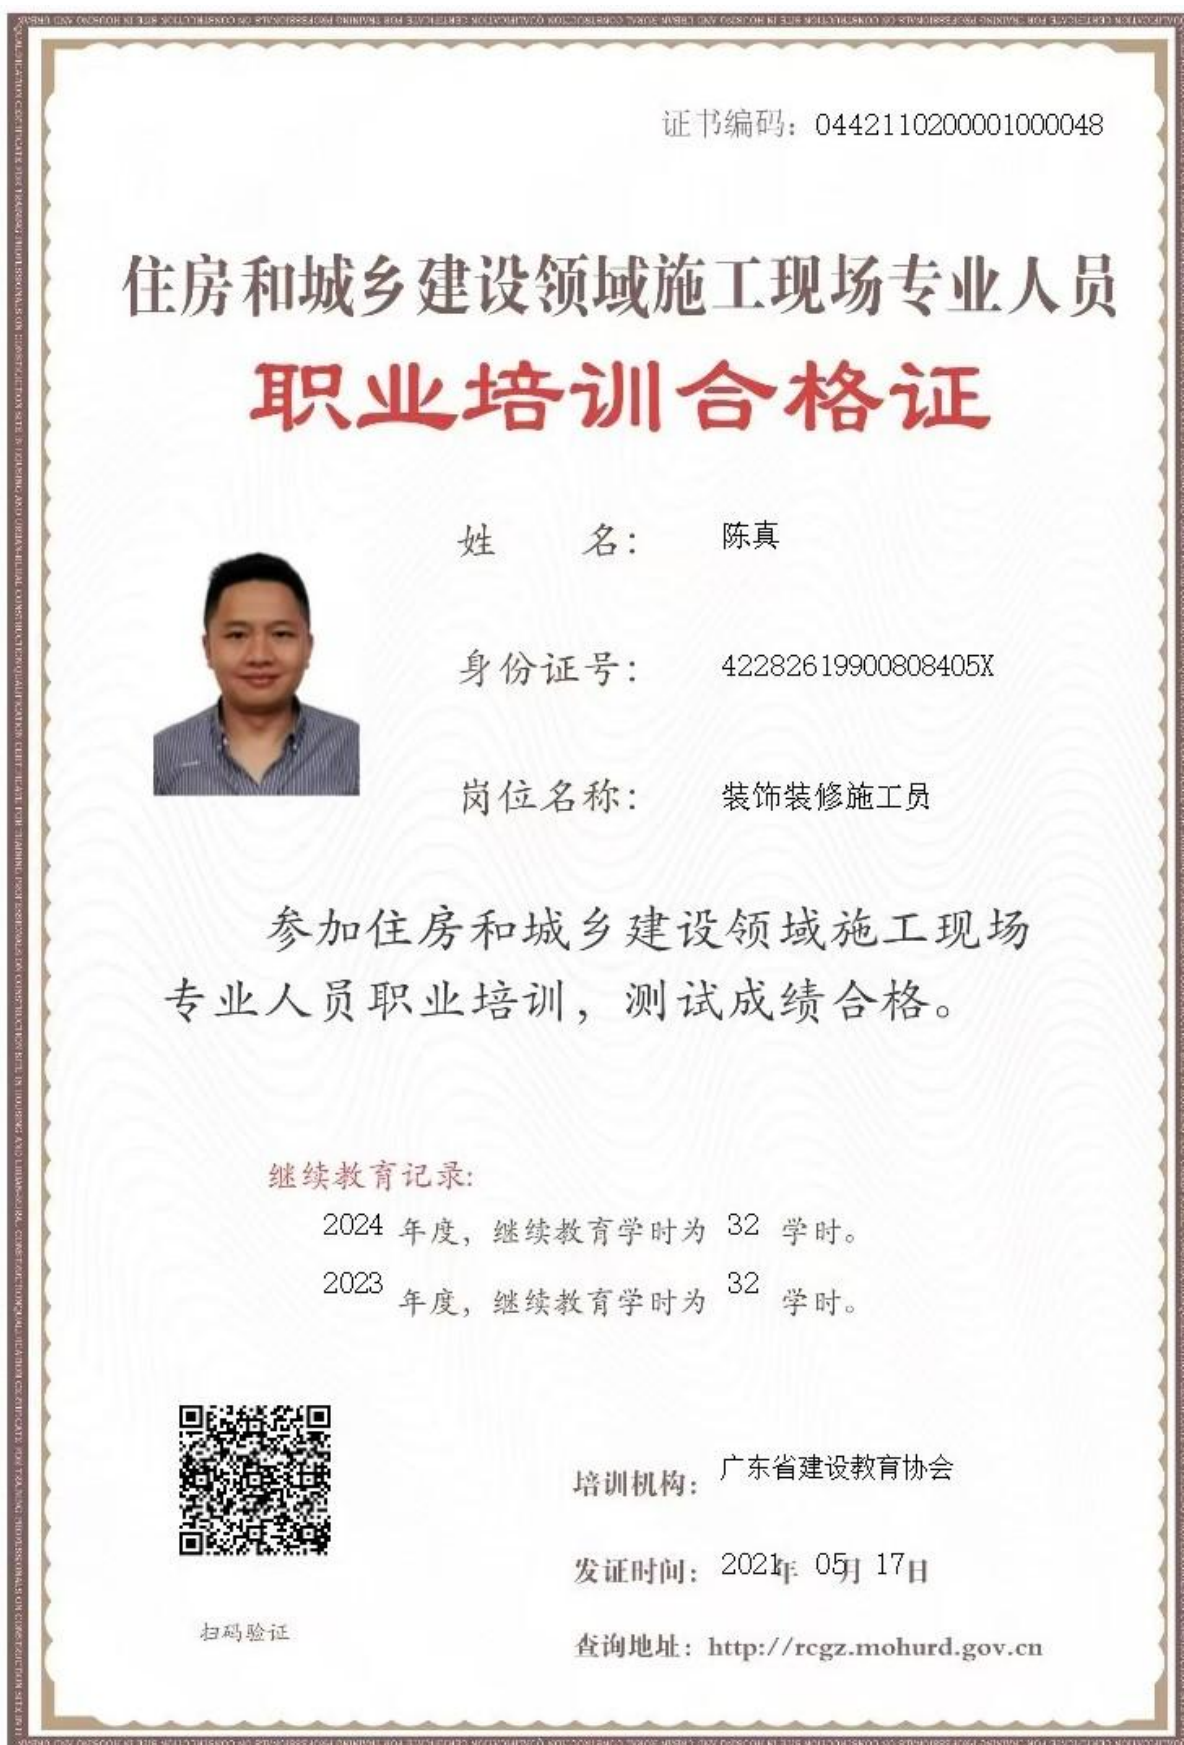 证书编码：0442110200001000048
住房和城乡建设领域施工现场专业人员
职业培训合格证
姓 名： 陈真
身份证号： 42282619900808405X
岗位名称： 装饰装修施工员
参加住房和城乡建设领域施工现场
专业人员职业培训，测试成绩合格。
继续教育记录:
2024 年度，继续教育学时为 32 学时。
2023 年度，继续教育学时为 32 学时。
培训机构： 广东省建设教育协会
发证时间： 2021年 05月 17日
扫码验证
查询地址：http://rcgz.mohurd.gov.cn